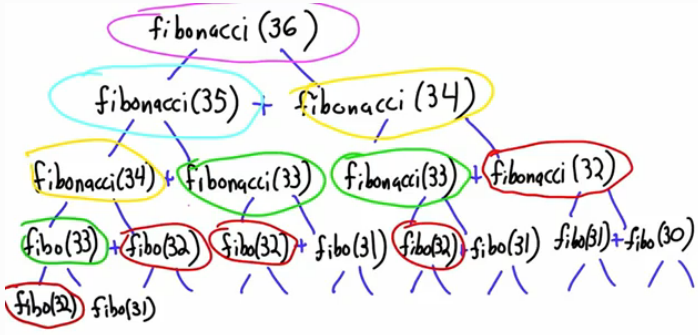 fibonacci (36)
fibonacci(35) + fibonacci (34)
fibonacci(34) + fibonacci(33) fibonacci(33) + fibonacci (32)
fibo(33) + fibo(32) fibo(32) + fibo(31) fibo(32) + fibo(31) fibo(31) + fibo(30)
fibo(32) fibo(31)